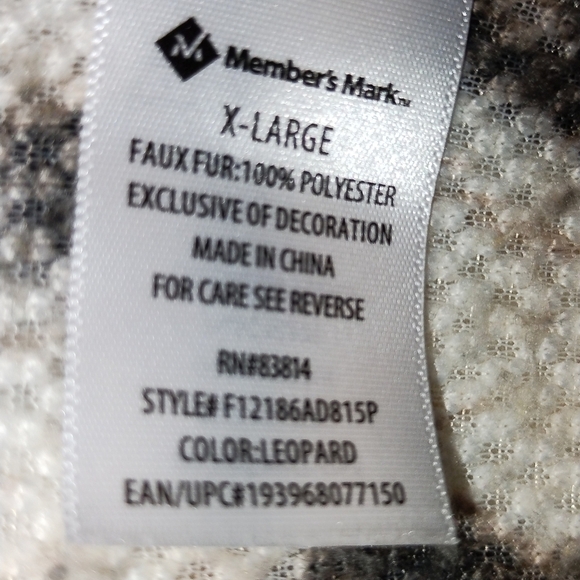 Member's Mark™
X-LARGE
FAUX FUR:100% POLYESTER
EXCLUSIVE OF DECORATION
MADE IN CHINA
FOR CARE SEE REVERSE
RN#83814
STYLE# F12186AD815P
COLOR:LEOPARD
EAN/UPC#193968077150